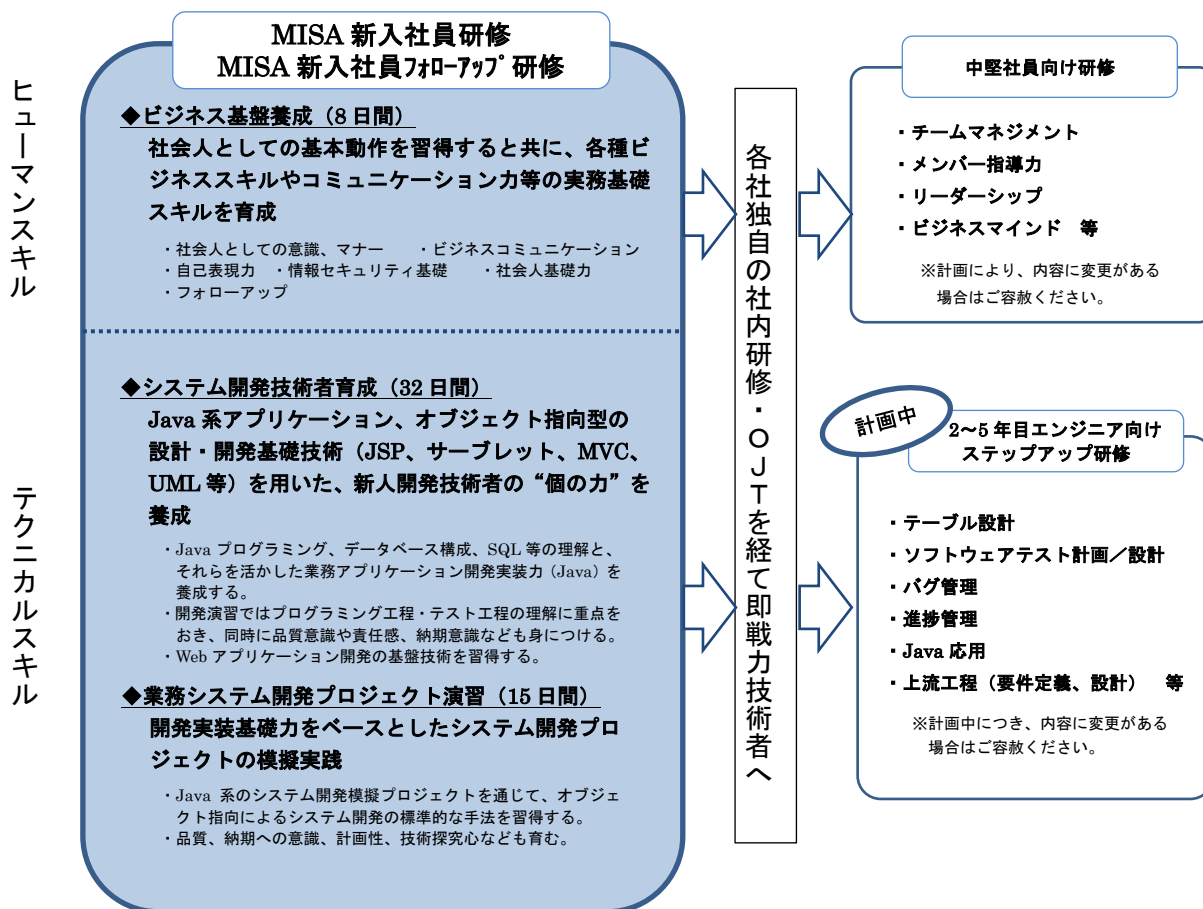 MISA 新入社員研修
MISA 新入社員ﾌｫﾛｰｱｯﾌﾟ研修
ヒューマンスキル
◆ビジネス基盤養成（8 日間）
社会人としての基本動作を習得すると共に、各種ビ
ジネススキルやコミュニケーション力等の実務基礎
スキルを育成
・社会人としての意識、マナー　・ビジネスコミュニケーション
・自己表現力　・情報セキュリティ基礎　・社会人基礎力
・フォローアップ
テクニカルスキル
◆システム開発技術者育成（32 日間）
Java 系アプリケーション、オブジェクト指向型の
設計・開発基礎技術（JSP、サーブレット、MVC、
UML 等）を用いた、新人開発技術者の“個の力”を
養成
・Java プログラミング、データベース構成、SQL 等の理解と、
それらを活かした業務アプリケーション開発実装力（Java）を
養成する。
・開発演習ではプログラミング工程・テスト工程の理解に重点を
おき、同時に品質意識や責任感、納期意識なども身につける。
・Web アプリケーション開発の基盤技術を習得する。
◆業務システム開発プロジェクト演習（15 日間）
開発実装基礎力をベースとしたシステム開発プロ
ジェクトの模擬実践
・Java 系のシステム開発模擬プロジェクトを通じて、オブジェ
クト指向によるシステム開発の標準的な手法を習得する。
・品質、納期への意識、計画性、技術探究心なども育む。
各社独自の社内研修・ＯＪＴを経て即戦力技術者へ
中堅社員向け研修
・チームマネジメント
・メンバー指導力
・リーダーシップ
・ビジネスマインド　等
※計画により、内容に変更がある
場合はご容赦ください。
計画中
2～5 年目エンジニア向け
ステップアップ研修
・テーブル設計
・ソフトウェアテスト計画／設計
・バグ管理
・進捗管理
・Java 応用
・上流工程（要件定義、設計）　等
※計画中につき、内容に変更がある
場合はご容赦ください。